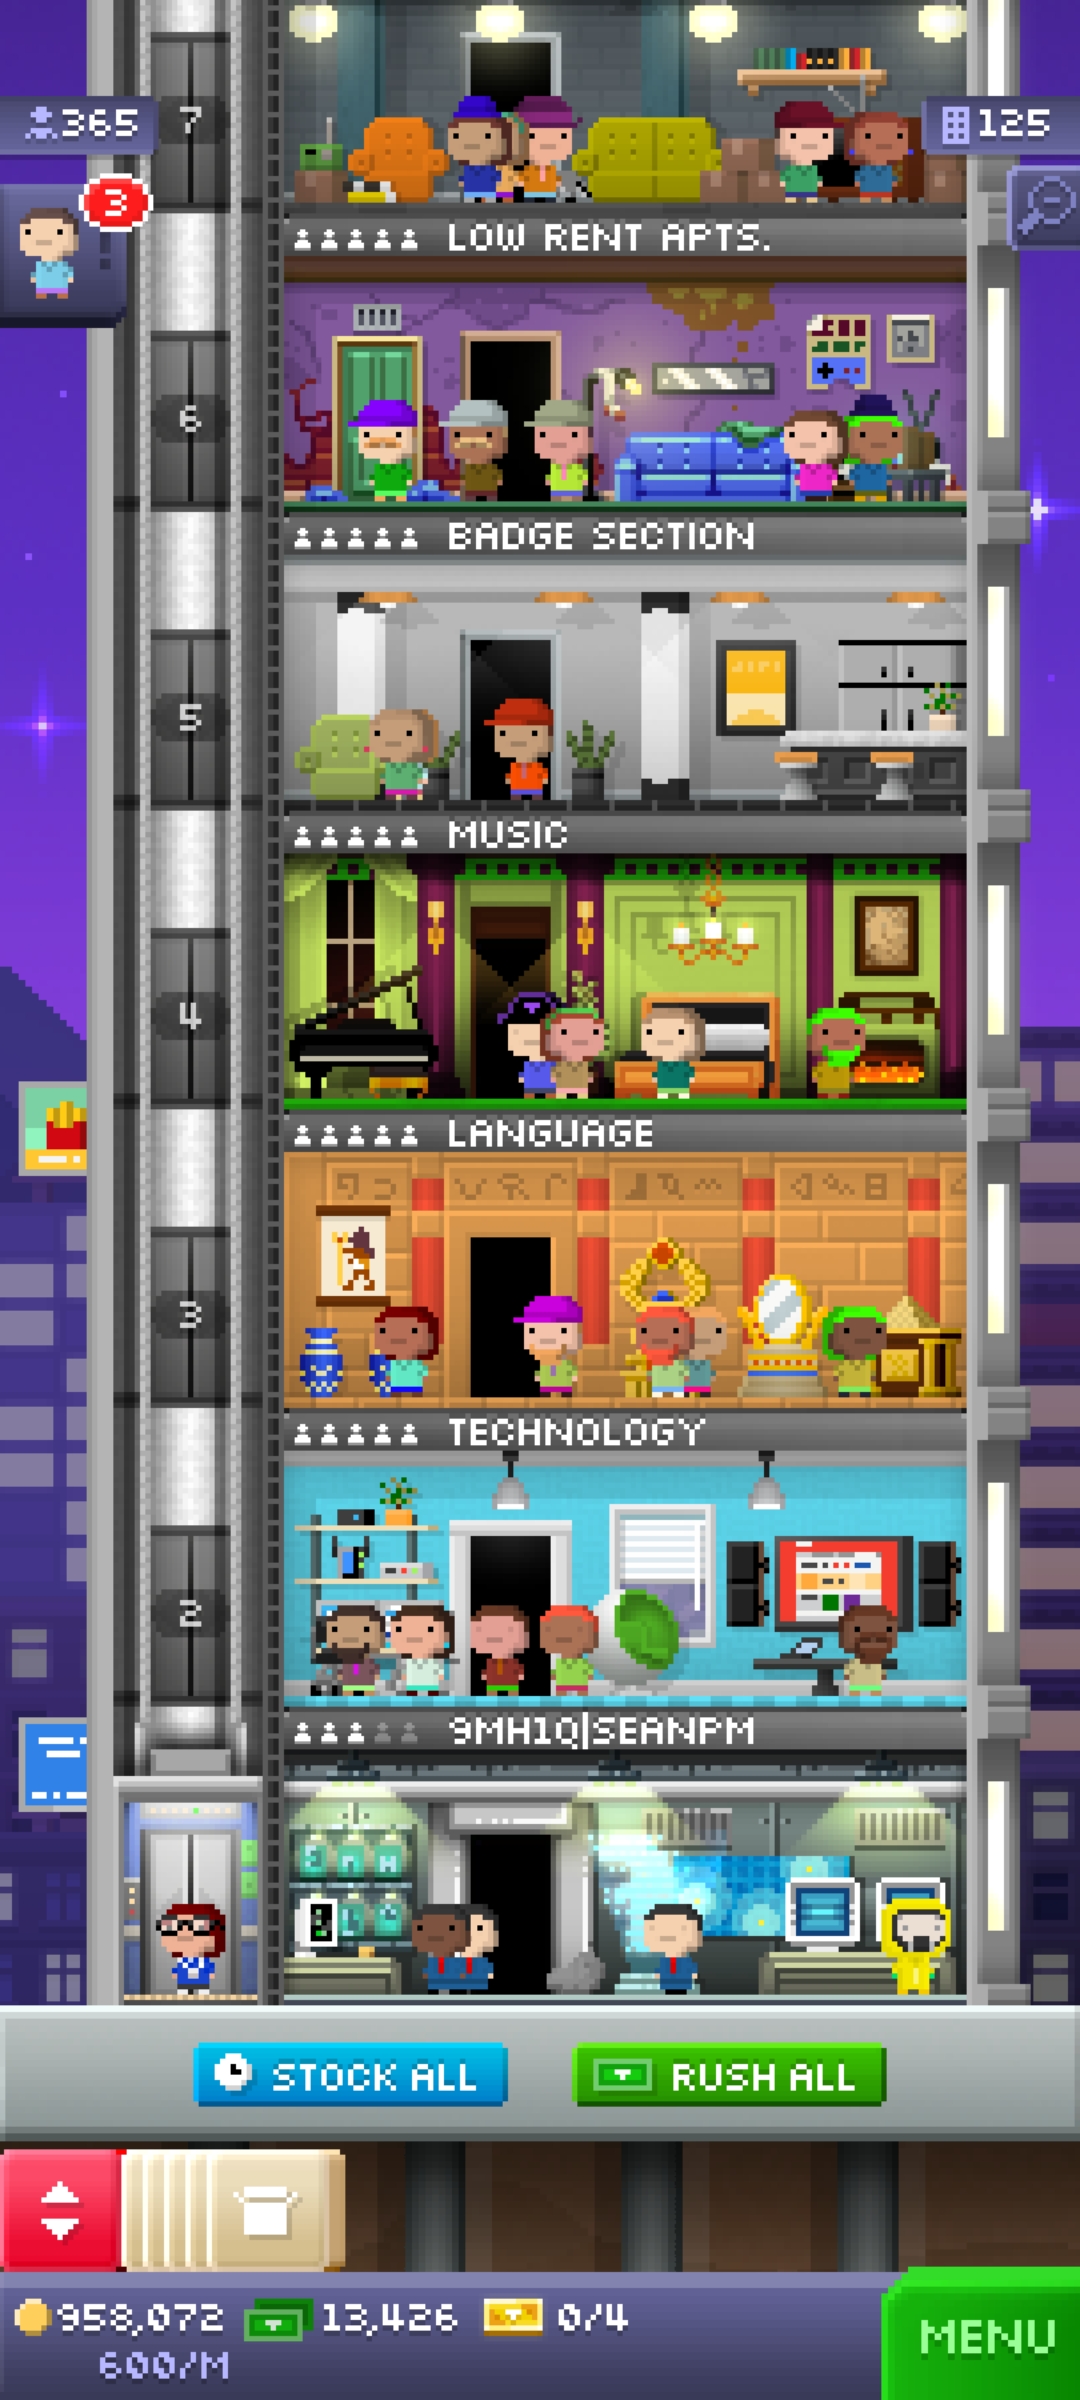 365
7
125
3
LOW RENT APTS.
6
BADGE SECTION
5
MUSIC
4
LANGUAGE
3
TECHNOLOGY
2
9MH1Q|SEANPM
STOCK ALL
RUSH ALL
958,072
13,426
0/4
600/M
MENU